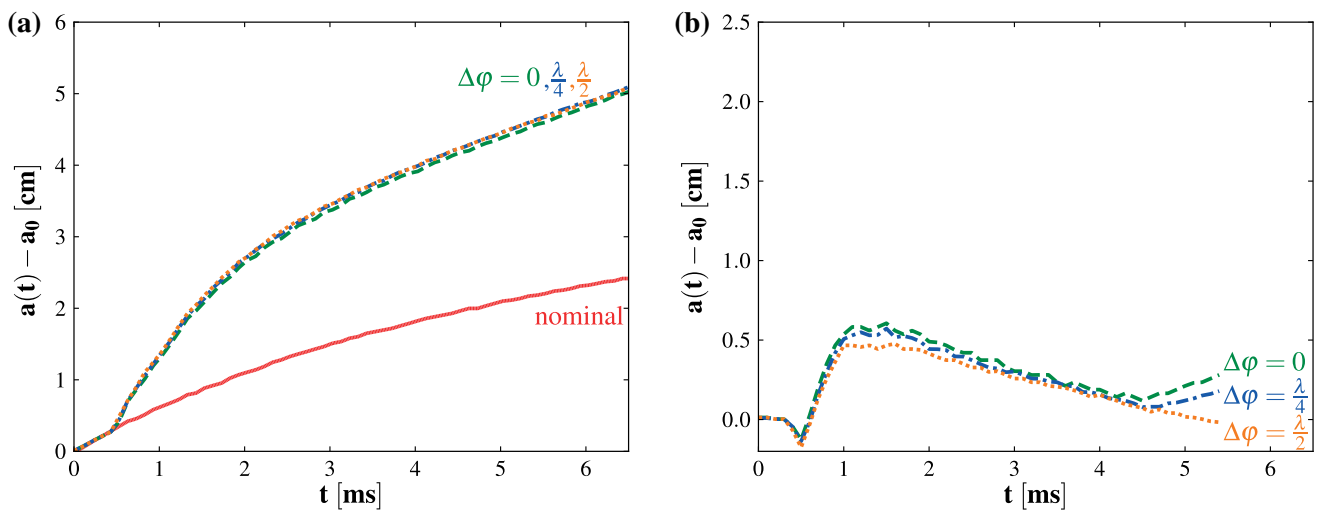 (a)
6
5
4
3
2
1
0
a(t) − a₀ [cm]
Δφ = 0 , λ/4 , λ/2
nominal
0 1 2 3 4 5 6
t [ms]
(b)
2.5
2.0
1.5
1.0
0.5
0.0
a(t) − a₀ [cm]
Δφ = 0
Δφ = λ/4
Δφ = λ/2
0 1 2 3 4 5 6
t [ms]